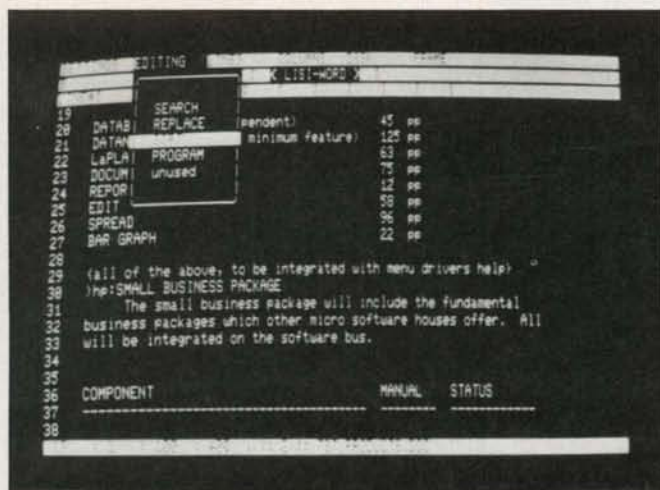 EDITING
< LIST-WORD >
19 SEARCH
20 DATAB REPLACE pendent) 45 pp
21 DATAN minimum feature) 125 pp
22 LaPLA PROGRAM 63 pp
23 DOCUM unused 75 pp
24 REPOR 12 pp
25 EDIT 58 pp
26 SPREAD 96 pp
27 BAR GRAPH 22 pp
28
29 (all of the above, to be integrated with menu drivers help)
30 )hp:SMALL BUSINESS PACKAGE
31 The small business package will include the fundamental
32 business packages which other micro software houses offer. All
33 will be integrated on the software bus.
34
35
36 COMPONENT MANUAL STATUS
37
38